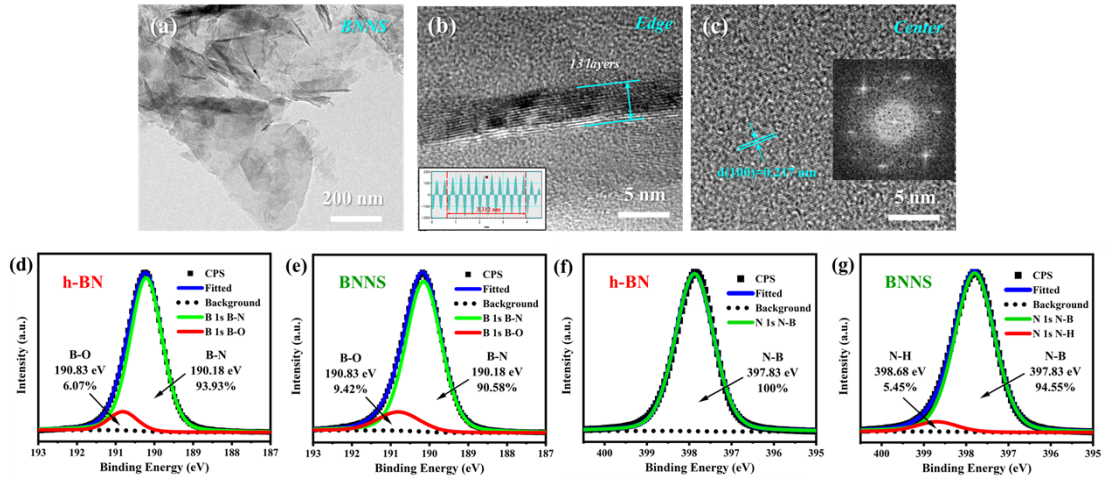 (a) BNNS
200 nm
(b) Edge
13 layers
5 nm
(c) Center
d(100)=0.217 nm
5 nm
(d) h-BN
CPS
Fitted
Background
B 1s B-N
B 1s B-O
B-O
190.83 eV
6.07%
B-N
190.18 eV
93.93%
Intensity (a.u.)
193 192 191 190 189 188 187
Binding Energy (eV)
(e) BNNS
CPS
Fitted
Background
B 1s B-N
B 1s B-O
B-O
190.83 eV
9.42%
B-N
190.18 eV
90.58%
Intensity (a.u.)
193 192 191 190 189 188 187
Binding Energy (eV)
(f) h-BN
CPS
Fitted
Background
N 1s N-B
N-B
397.83 eV
100%
Intensity (a.u.)
400 399 398 397 396 395
Binding Energy (eV)
(g) BNNS
CPS
Fitted
Background
N 1s N-B
N 1s N-H
N-H
398.68 eV
5.45%
N-B
397.83 eV
94.55%
Intensity (a.u.)
400 399 398 397 396 395
Binding Energy (eV)